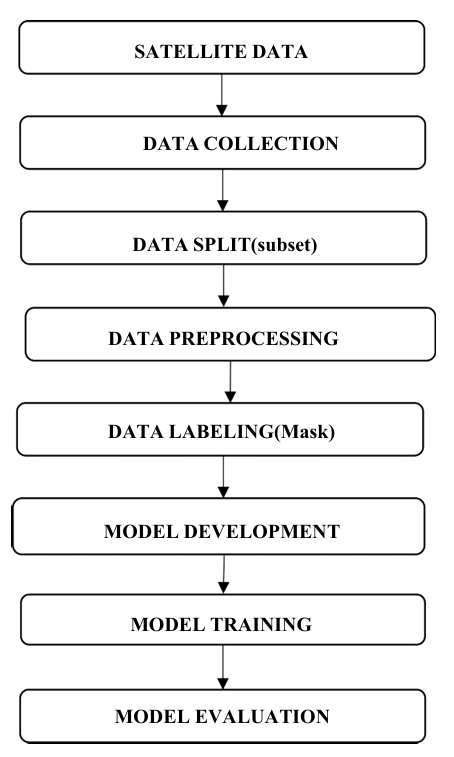 SATELLITE DATA
DATA COLLECTION
DATA SPLIT(subset)
DATA PREPROCESSING
DATA LABELING(Mask)
MODEL DEVELOPMENT
MODEL TRAINING
MODEL EVALUATION